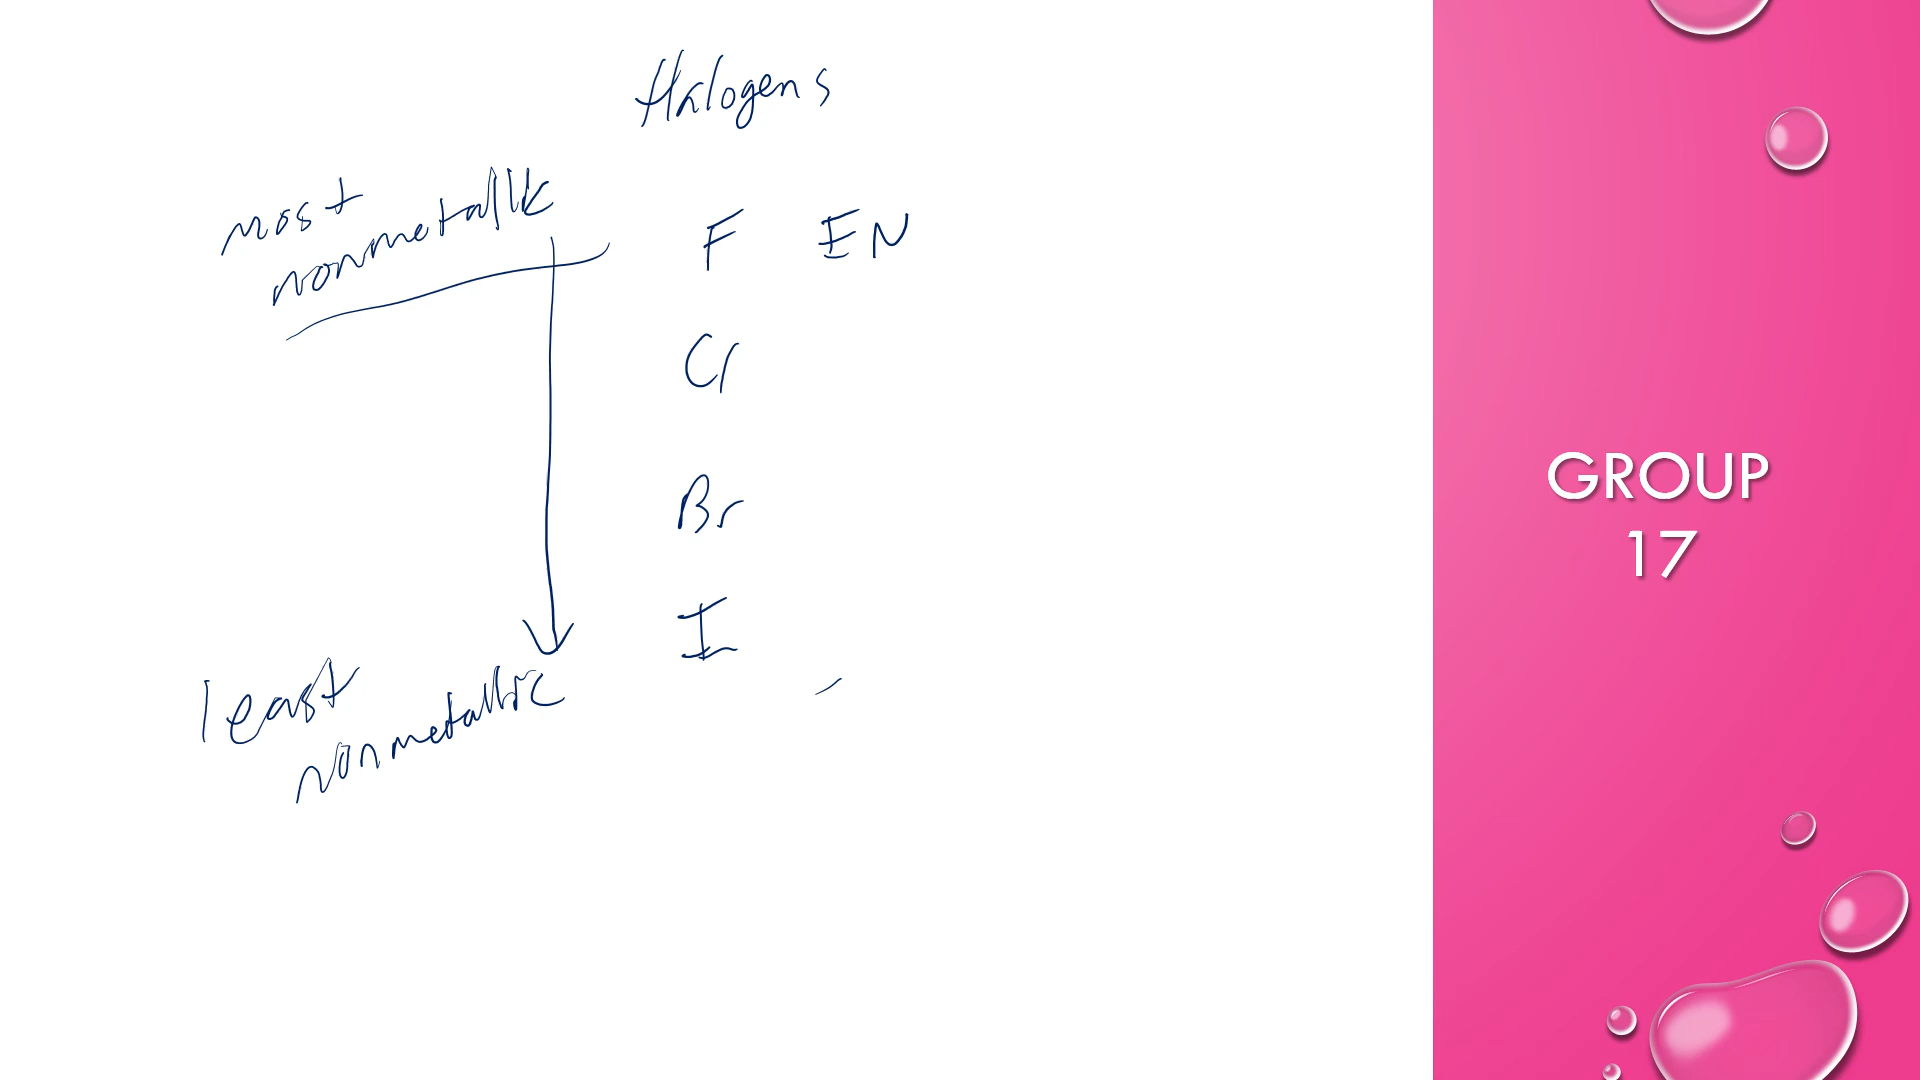 Halogens
most
nonmetallic
F EN
Cl
Br
I
least
nonmetallic
GROUP
17